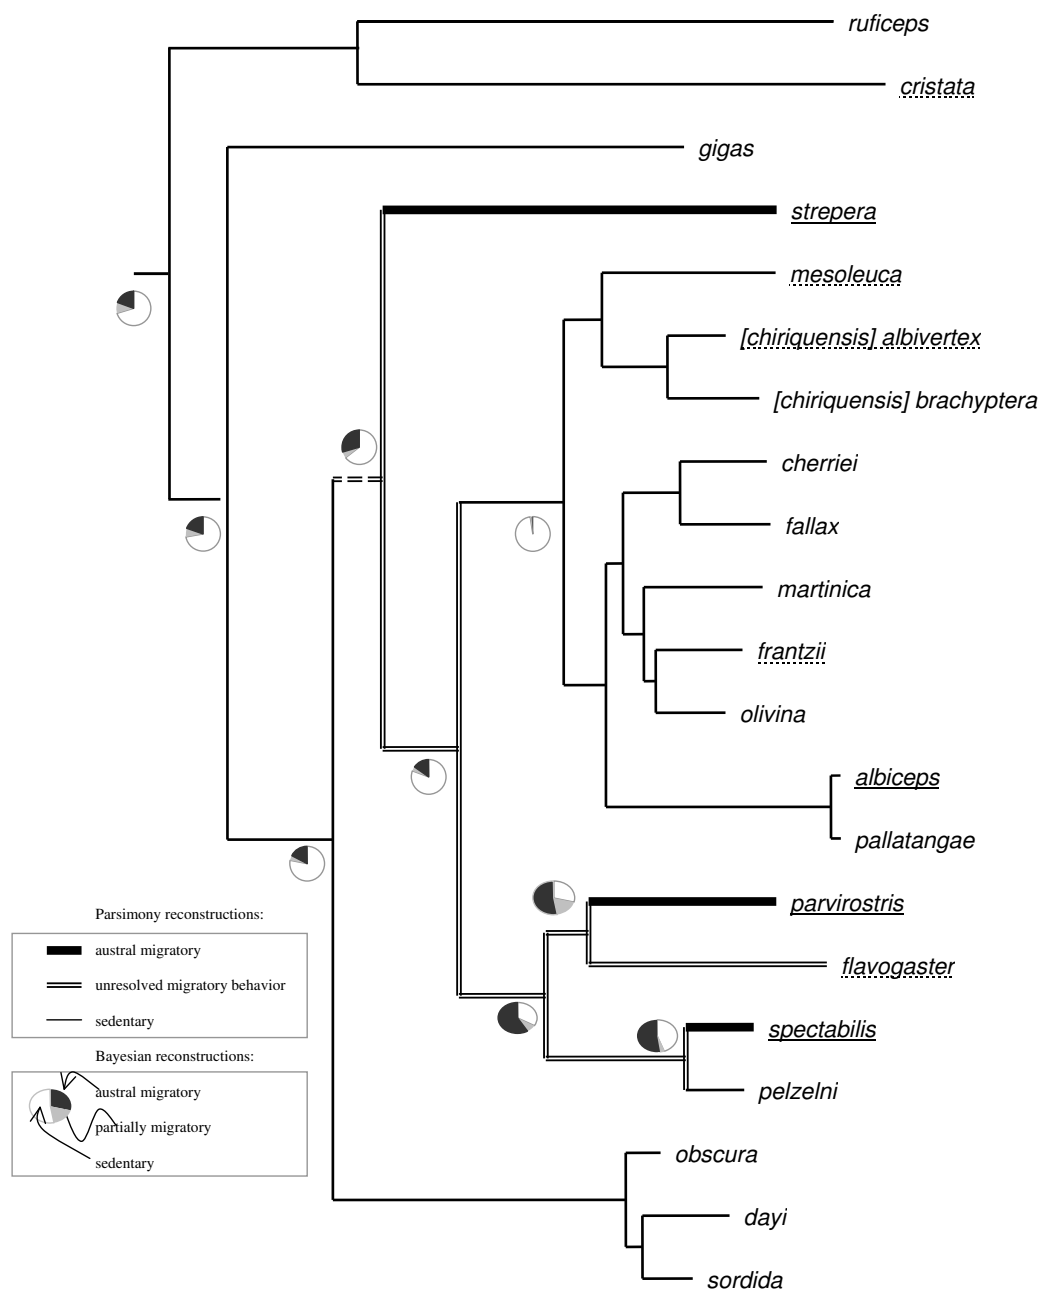 ruficeps
cristata
gigas
strepera
mesoleuca
[chiriquensis] albivertex
[chiriquensis] brachyptera
cherriei
fallax
martinica
frantzii
olivina
albiceps
pallatangae
parvirostris
flavogaster
spectabilis
pelzelni
obscura
dayi
sordida
Parsimony reconstructions:
austral migratory
unresolved migratory behavior
sedentary
Bayesian reconstructions:
austral migratory
partially migratory
sedentary